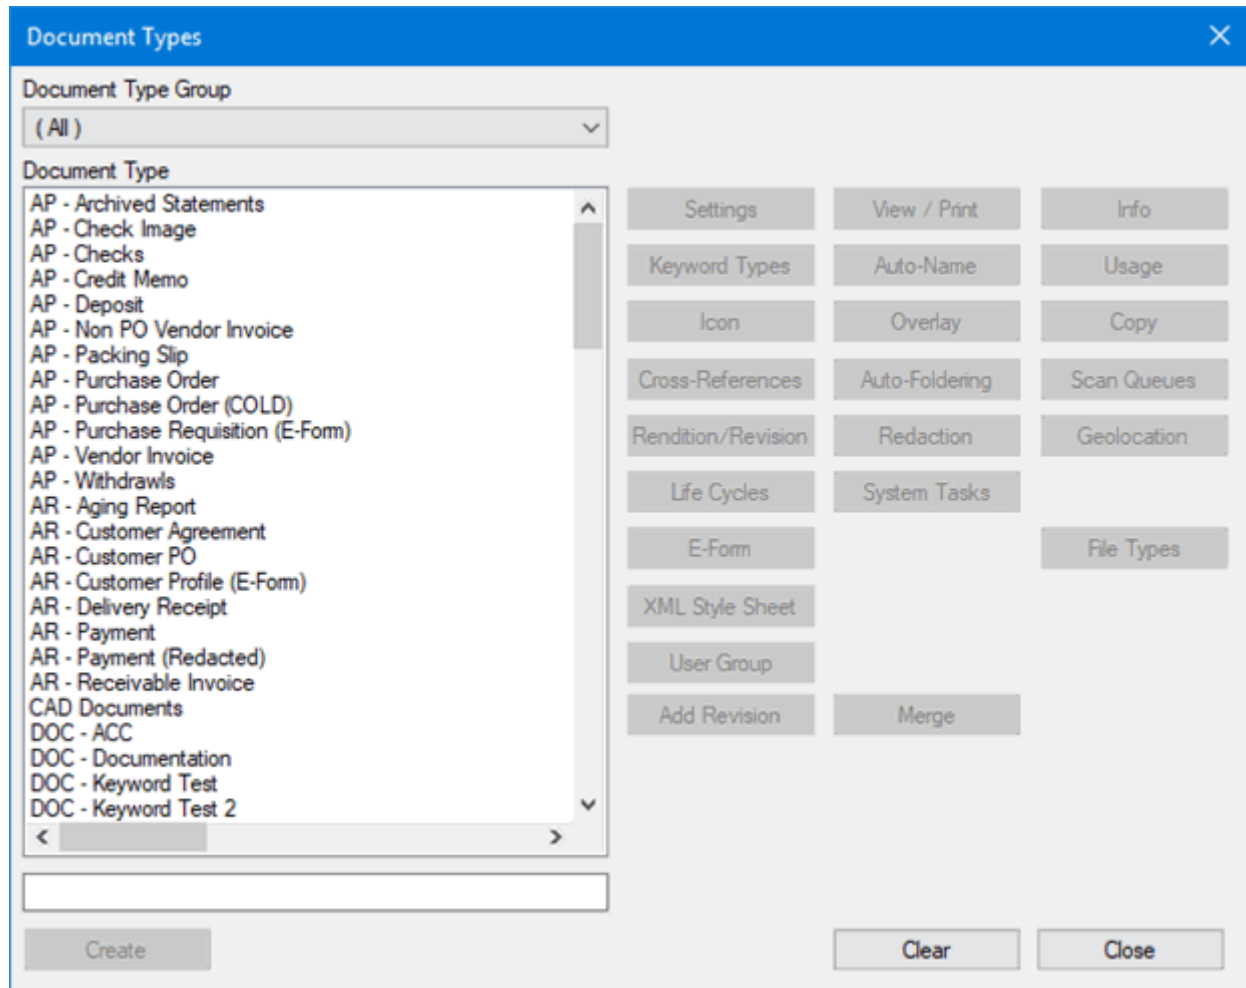 Document Types
Document Type Group
( All )
Document Type
AP - Archived Statements
AP - Check Image
AP - Checks
AP - Credit Memo
AP - Deposit
AP - Non PO Vendor Invoice
AP - Packing Slip
AP - Purchase Order
AP - Purchase Order (COLD)
AP - Purchase Requisition (E-Form)
AP - Vendor Invoice
AP - Withdrawls
AR - Aging Report
AR - Customer Agreement
AR - Customer PO
AR - Customer Profile (E-Form)
AR - Delivery Receipt
AR - Payment
AR - Payment (Redacted)
AR - Receivable Invoice
CAD Documents
DOC - ACC
DOC - Documentation
DOC - Keyword Test
DOC - Keyword Test 2
Settings View / Print Info
Keyword Types Auto-Name Usage
Icon Overlay Copy
Cross-References Auto-Foldering Scan Queues
Rendition/Revision Redaction Geolocation
Life Cycles System Tasks
E-Form File Types
XML Style Sheet
User Group
Add Revision Merge
Create Clear Close